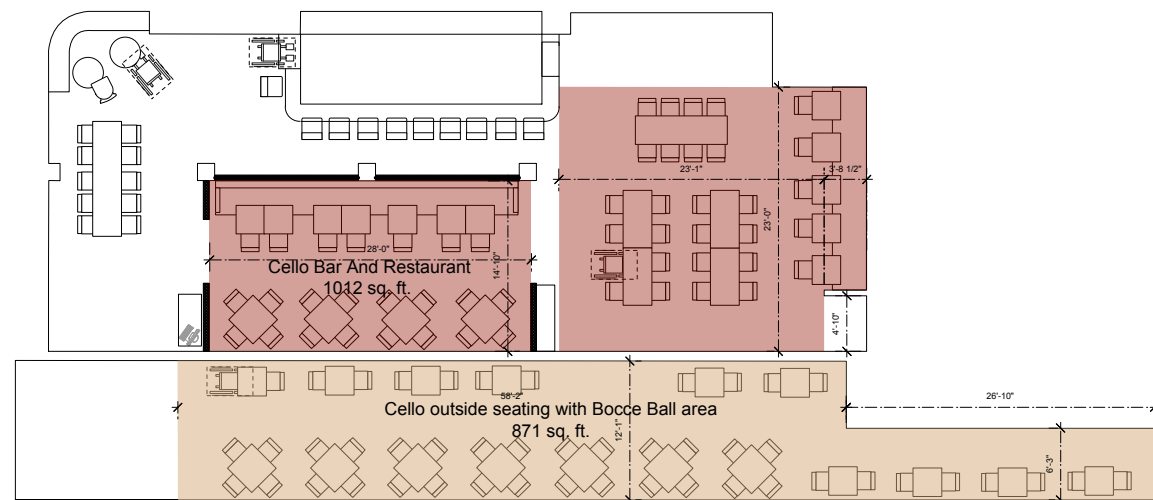 23'-1"
3'-8 1/2"
23'-0"
28'-0"
14'-10"
Cello Bar And Restaurant
1012 sq. ft.
4'-10"
58'-2"
26'-10"
Cello outside seating with Bocce Ball area
871 sq. ft.
12'-1"
6'-3"